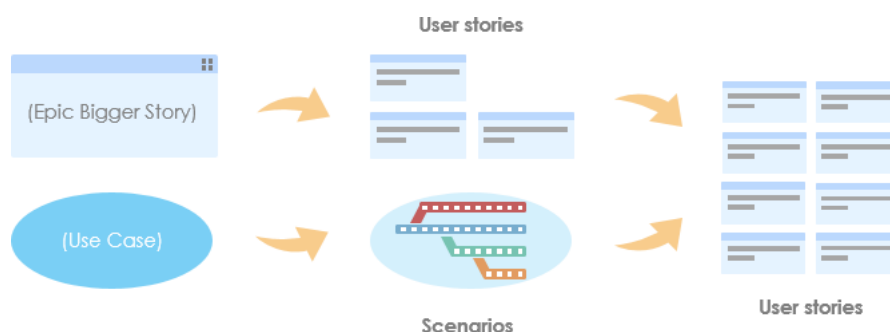 User stories
(Epic Bigger Story)
(Use Case)
Scenarios
User stories